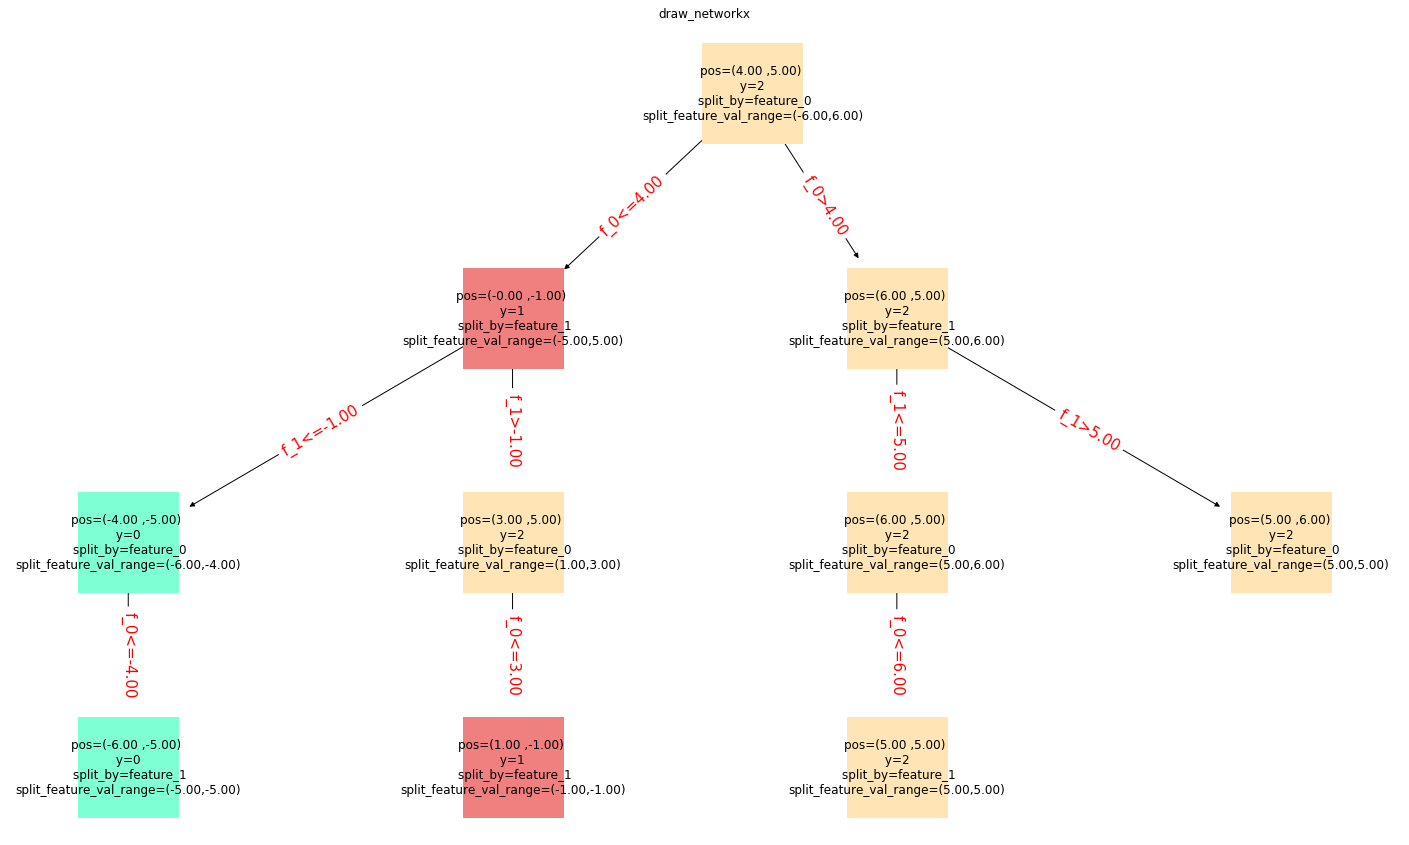 draw_networkx
pos=(4.00 ,5.00)
y=2
split_by=feature_0
split_feature_val_range=(-6.00,6.00)
f_0<=4.00
f_0>4.00
pos=(-0.00 ,-1.00)
y=1
split_by=feature_1
split_feature_val_range=(-5.00,5.00)
pos=(6.00 ,5.00)
y=2
split_by=feature_1
split_feature_val_range=(5.00,6.00)
f_1<=-1.00
f_1>-1.00
f_1<=5.00
f_1>5.00
pos=(-4.00 ,-5.00)
y=0
split_by=feature_0
split_feature_val_range=(-6.00,-4.00)
pos=(3.00 ,5.00)
y=2
split_by=feature_0
split_feature_val_range=(1.00,3.00)
pos=(6.00 ,5.00)
y=2
split_by=feature_0
split_feature_val_range=(5.00,6.00)
pos=(5.00 ,6.00)
y=2
split_by=feature_0
split_feature_val_range=(5.00,5.00)
f_0<=-4.00
f_0<=3.00
f_0<=6.00
pos=(-6.00 ,-5.00)
y=0
split_by=feature_1
split_feature_val_range=(-5.00,-5.00)
pos=(1.00 ,-1.00)
y=1
split_by=feature_1
split_feature_val_range=(-1.00,-1.00)
pos=(5.00 ,5.00)
y=2
split_by=feature_1
split_feature_val_range=(5.00,5.00)